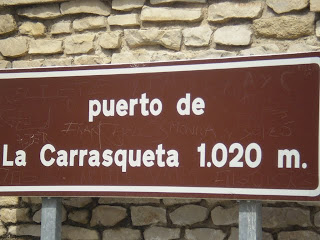 puerto de
La Carrasqueta 1.020 m.